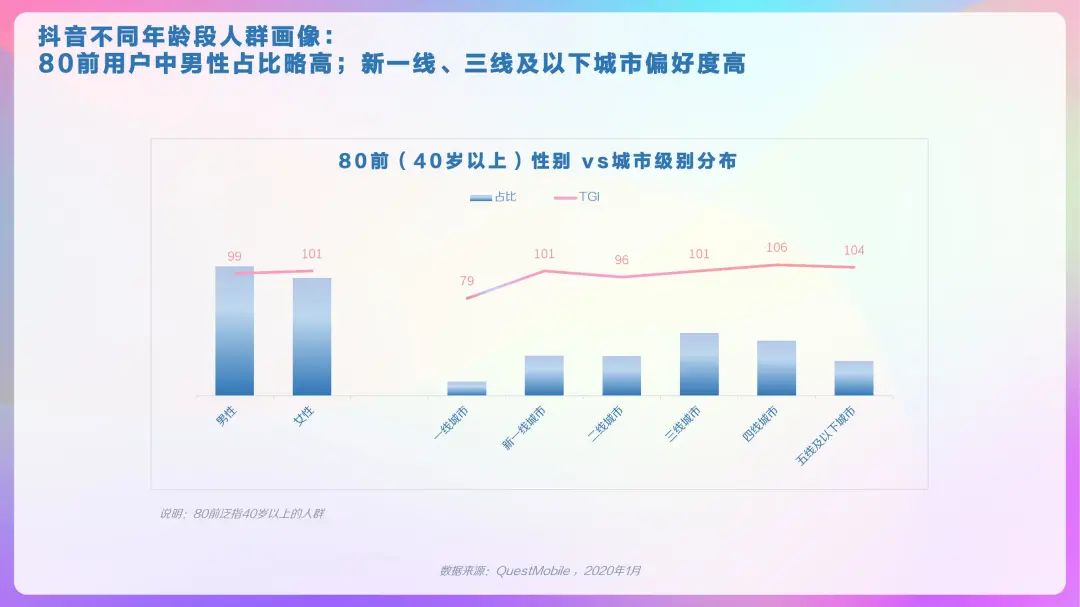 抖音不同年龄段人群画像：
80前用户中男性占比略高；新一线、三线及以下城市偏好度高
80前（40岁以上）性别 vs城市级别分布
占比 TGI
99 101 79 101 96 101 106 104
男性 女性 一线城市 新一线城市 二线城市 三线城市 四线城市 五线及以下城市
说明：80前泛指40岁以上的人群
数据来源：QuestMobile ，2020年1月